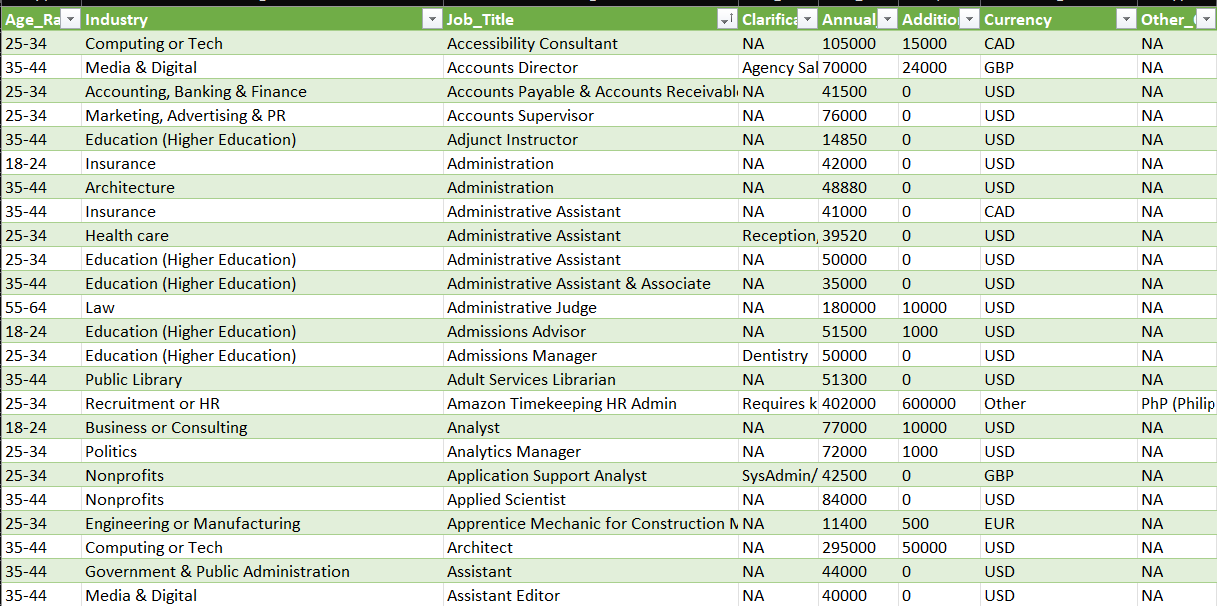 Age_Ra Industry Job_Title Clarifica Annual Additio Currency Other_
25-34 Computing or Tech Accessibility Consultant NA 105000 15000 CAD NA
35-44 Media & Digital Accounts Director Agency Sal 70000 24000 GBP NA
25-34 Accounting, Banking & Finance Accounts Payable & Accounts Receivabl NA 41500 0 USD NA
25-34 Marketing, Advertising & PR Accounts Supervisor NA 76000 0 USD NA
35-44 Education (Higher Education) Adjunct Instructor NA 14850 0 USD NA
18-24 Insurance Administration NA 42000 0 USD NA
35-44 Architecture Administration NA 48880 0 USD NA
35-44 Insurance Administrative Assistant NA 41000 0 CAD NA
25-34 Health care Administrative Assistant Reception, 39520 0 USD NA
25-34 Education (Higher Education) Administrative Assistant NA 50000 0 USD NA
35-44 Education (Higher Education) Administrative Assistant & Associate NA 35000 0 USD NA
55-64 Law Administrative Judge NA 180000 10000 USD NA
18-24 Education (Higher Education) Admissions Advisor NA 51500 1000 USD NA
25-34 Education (Higher Education) Admissions Manager Dentistry 50000 0 USD NA
35-44 Public Library Adult Services Librarian NA 51300 0 USD NA
25-34 Recruitment or HR Amazon Timekeeping HR Admin Requires k 402000 600000 Other PhP (Philip
18-24 Business or Consulting Analyst NA 77000 10000 USD NA
25-34 Politics Analytics Manager NA 72000 1000 USD NA
25-34 Nonprofits Application Support Analyst SysAdmin/ 42500 0 GBP NA
35-44 Nonprofits Applied Scientist NA 84000 0 USD NA
25-34 Engineering or Manufacturing Apprentice Mechanic for Construction M NA 11400 500 EUR NA
35-44 Computing or Tech Architect NA 295000 50000 USD NA
35-44 Government & Public Administration Assistant NA 44000 0 USD NA
35-44 Media & Digital Assistant Editor NA 40000 0 USD NA